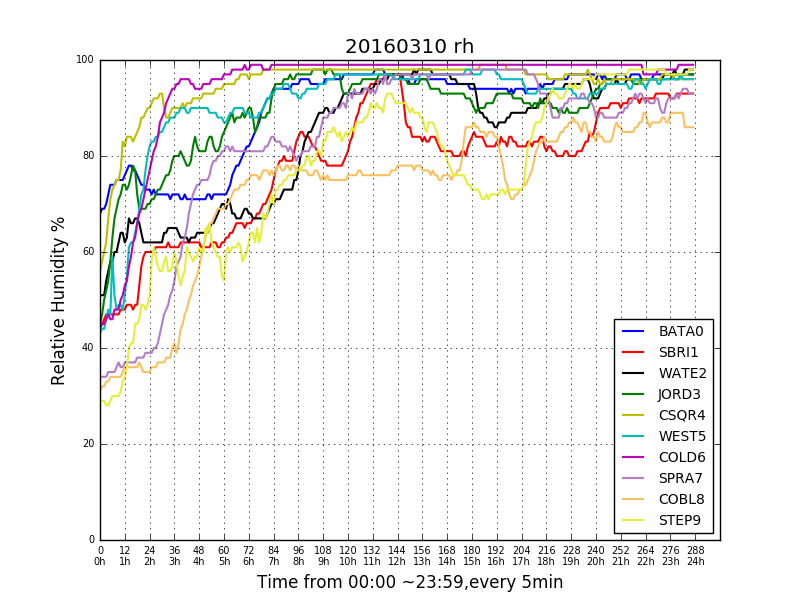 20160310 rh
Relative Humidity %
100
80
60
40
20
0
0 12 24 36 48 60 72 84 96 108 120 132 144 156 168 180 192 204 216 228 240 252 264 276 288
0h 1h 2h 3h 4h 5h 6h 7h 8h 9h 10h 11h 12h 13h 14h 15h 16h 17h 18h 19h 20h 21h 22h 23h 24h
Time from 00:00 ~23:59,every 5min
BATA0
SBRI1
WATE2
JORD3
CSQR4
WEST5
COLD6
SPRA7
COBL8
STEP9